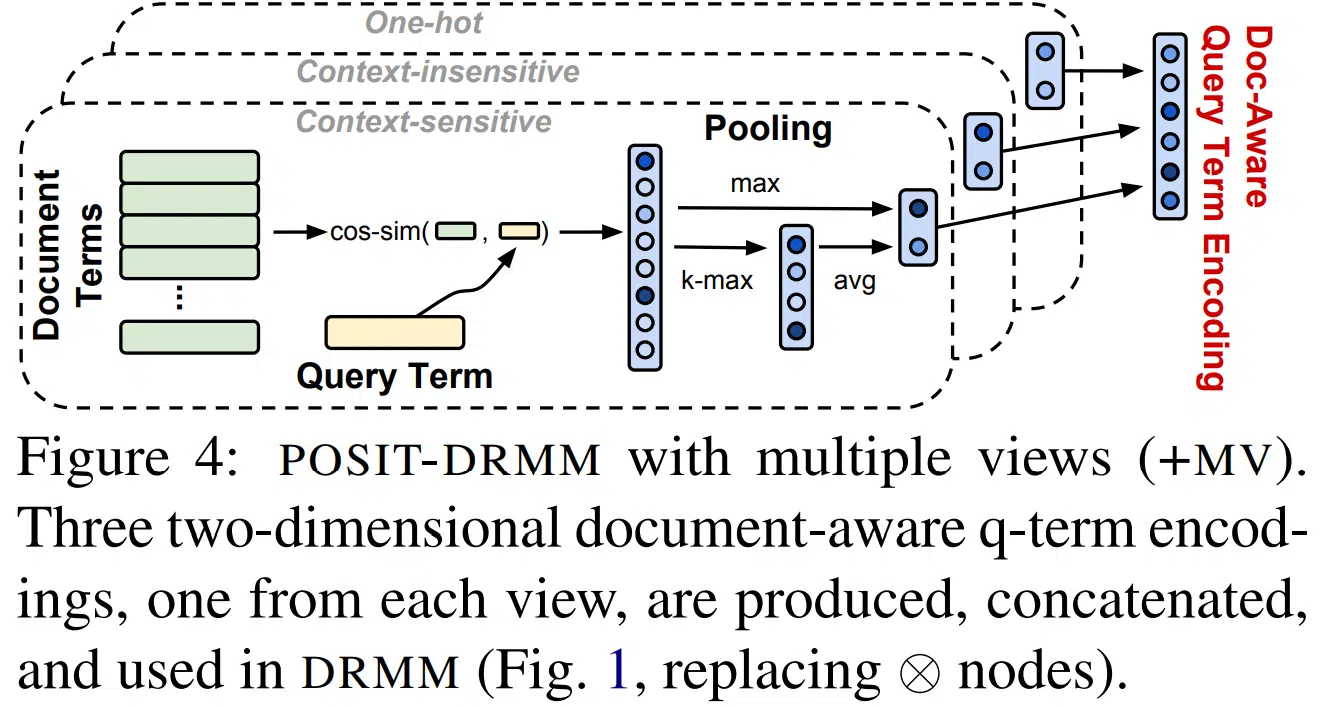 One-hot
Context-insensitive
Context-sensitive
Document
Terms
...
cos-sim( , )
Query Term
Pooling
max
k-max
avg
Doc-Aware
Query Term Encoding
Figure 4: POSIT-DRMM with multiple views (+MV).
Three two-dimensional document-aware q-term encod-
ings, one from each view, are produced, concatenated,
and used in DRMM (Fig. 1, replacing ⊗ nodes).